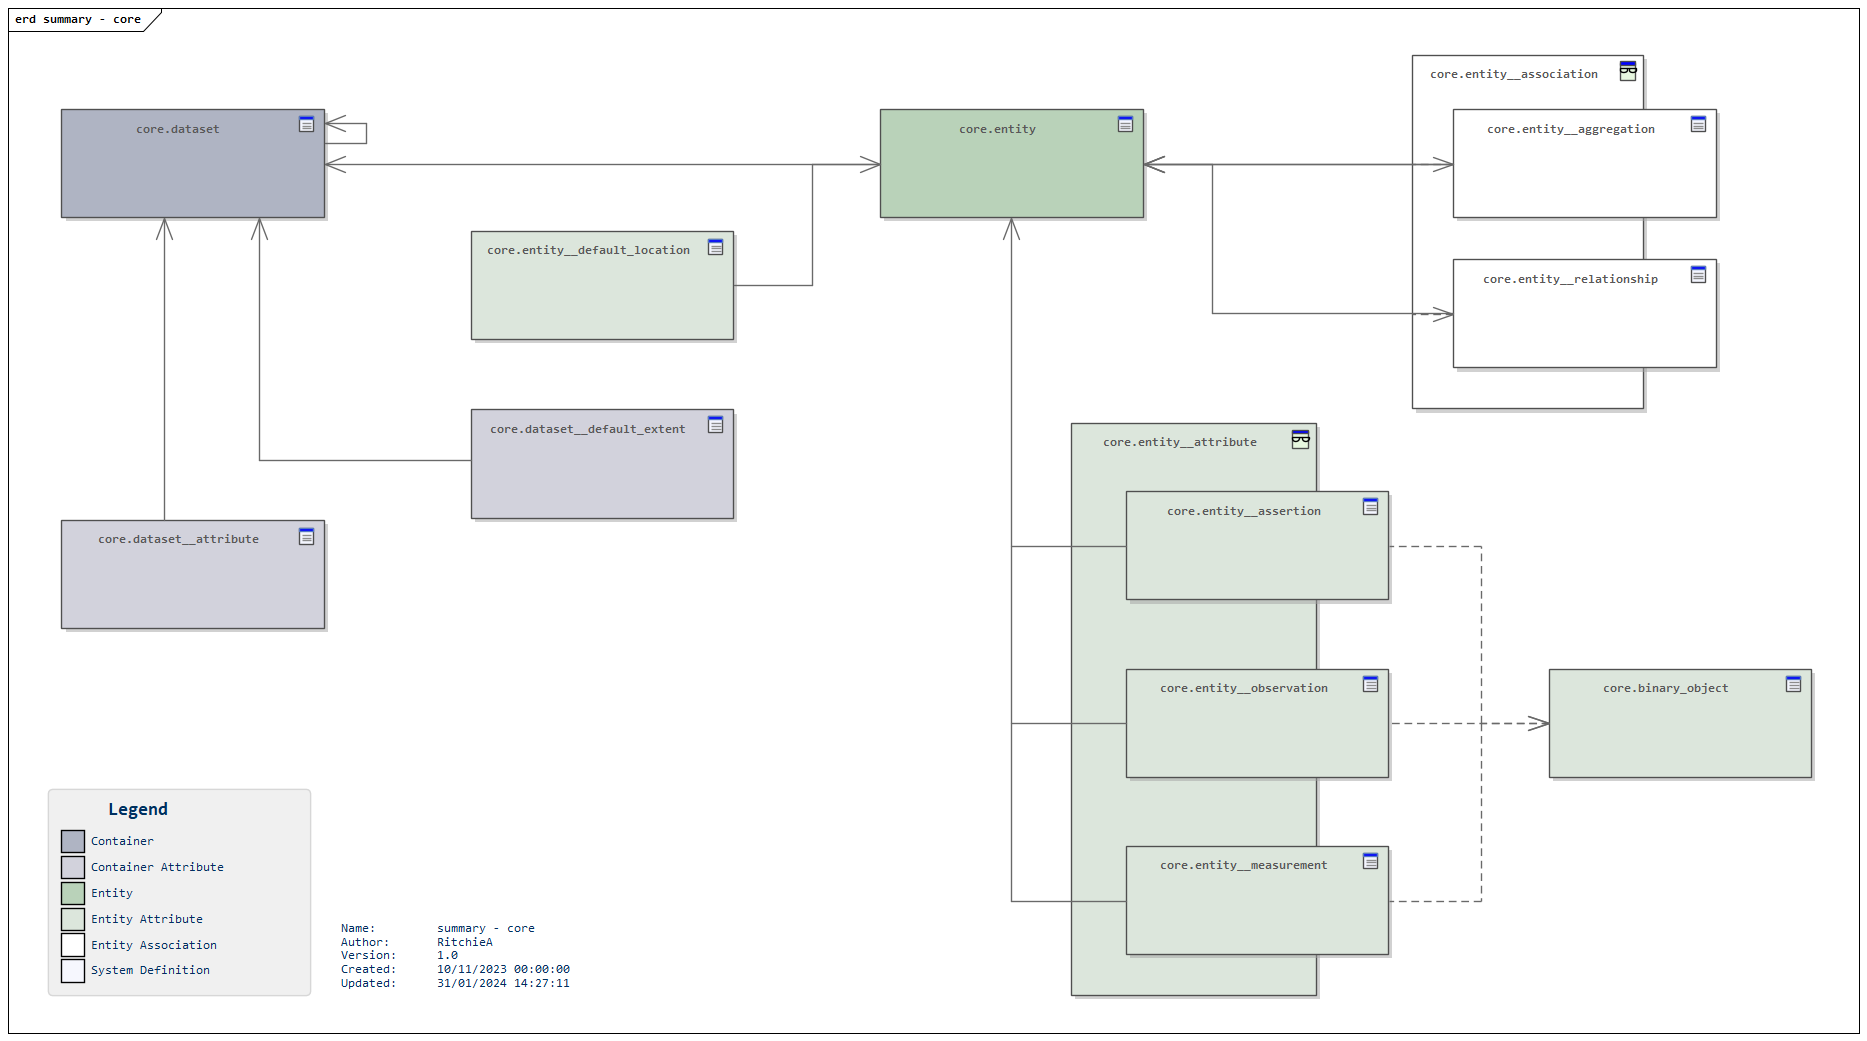 erd summary - core
core.entity__association
core.dataset
core.entity
core.entity__aggregation
core.entity__default_location
core.entity__relationship
core.dataset__default_extent
core.entity__attribute
core.entity__assertion
core.dataset__attribute
core.entity__observation
core.binary_object
core.entity__measurement
Legend
Container
Container Attribute
Entity
Entity Attribute
Entity Association
System Definition
Name: summary - core
Author: RitchieA
Version: 1.0
Created: 10/11/2023 00:00:00
Updated: 31/01/2024 14:27:11